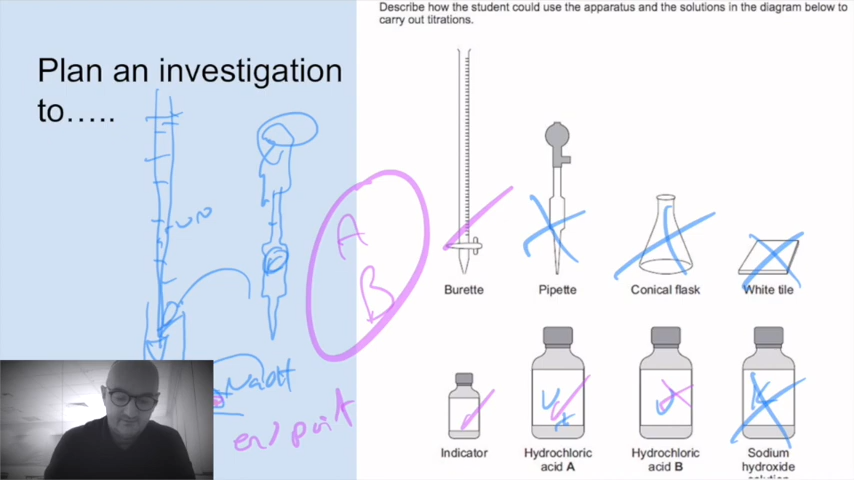 Describe how the student could use the apparatus and the solutions in the diagram below to
carry out titrations.
Plan an investigation
to…..
A
B
NaOH
end point
Burette
Pipette
Conical flask
White tile
Indicator
Hydrochloric
acid A
Hydrochloric
acid B
Sodium
hydroxide
solution